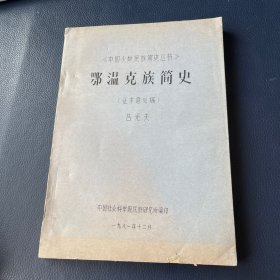 《中国少数民族简史丛书》
鄂温克族简史
（征求意见稿）
吕光天
中国社会科学院民族研究所编印
一九八一年十二月